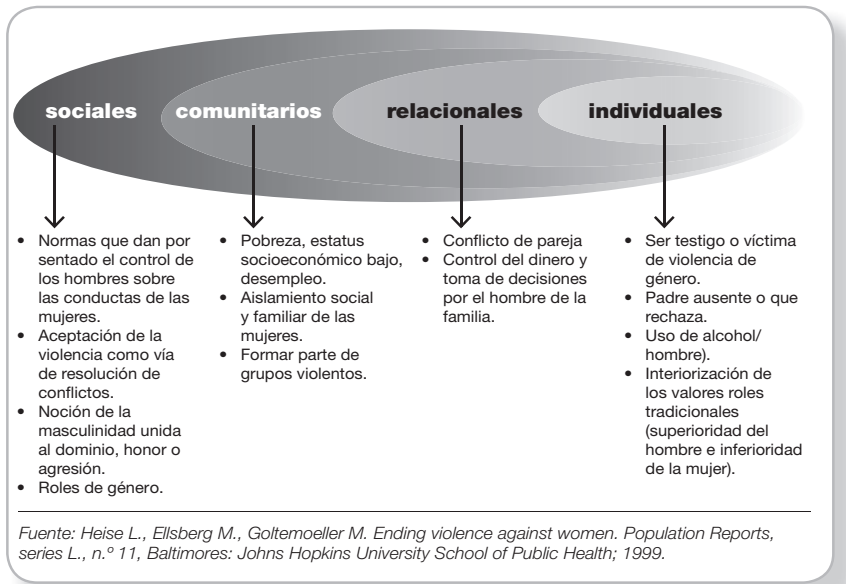 sociales comunitarios relacionales individuales
• Normas que dan por
sentado el control de
los hombres sobre
las conductas de las
mujeres.
• Aceptación de la
violencia como vía
de resolución de
conflictos.
• Noción de la
masculinidad unida
al dominio, honor o
agresión.
• Roles de género.
• Pobreza, estatus
socioeconómico bajo,
desempleo.
• Aislamiento social
y familiar de las
mujeres.
• Formar parte de
grupos violentos.
• Conflicto de pareja
• Control del dinero y
toma de decisiones
por el hombre de la
familia.
• Ser testigo o víctima
de violencia de
género.
• Padre ausente o que
rechaza.
• Uso de alcohol/
hombre).
• Interiorización de
los valores roles
tradicionales
(superioridad del
hombre e inferioridad
de la mujer).
Fuente: Heise L., Ellsberg M., Goltemoeller M. Ending violence against women. Population Reports,
series L., n.º 11, Baltimores: Johns Hopkins University School of Public Health; 1999.